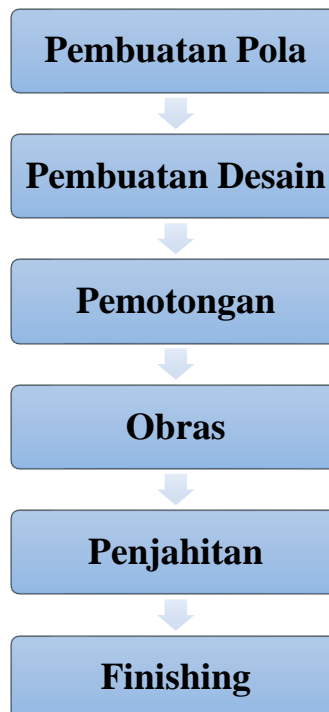 Pembuatan Pola
Pembuatan Desain
Pemotongan
Obras
Penjahitan
Finishing